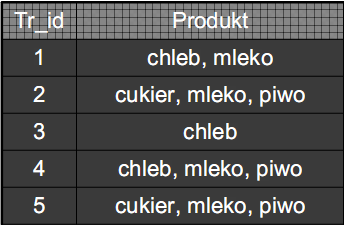 Tr_id Produkt
1 chleb, mleko
2 cukier, mleko, piwo
3 chleb
4 chleb, mleko, piwo
5 cukier, mleko, piwo